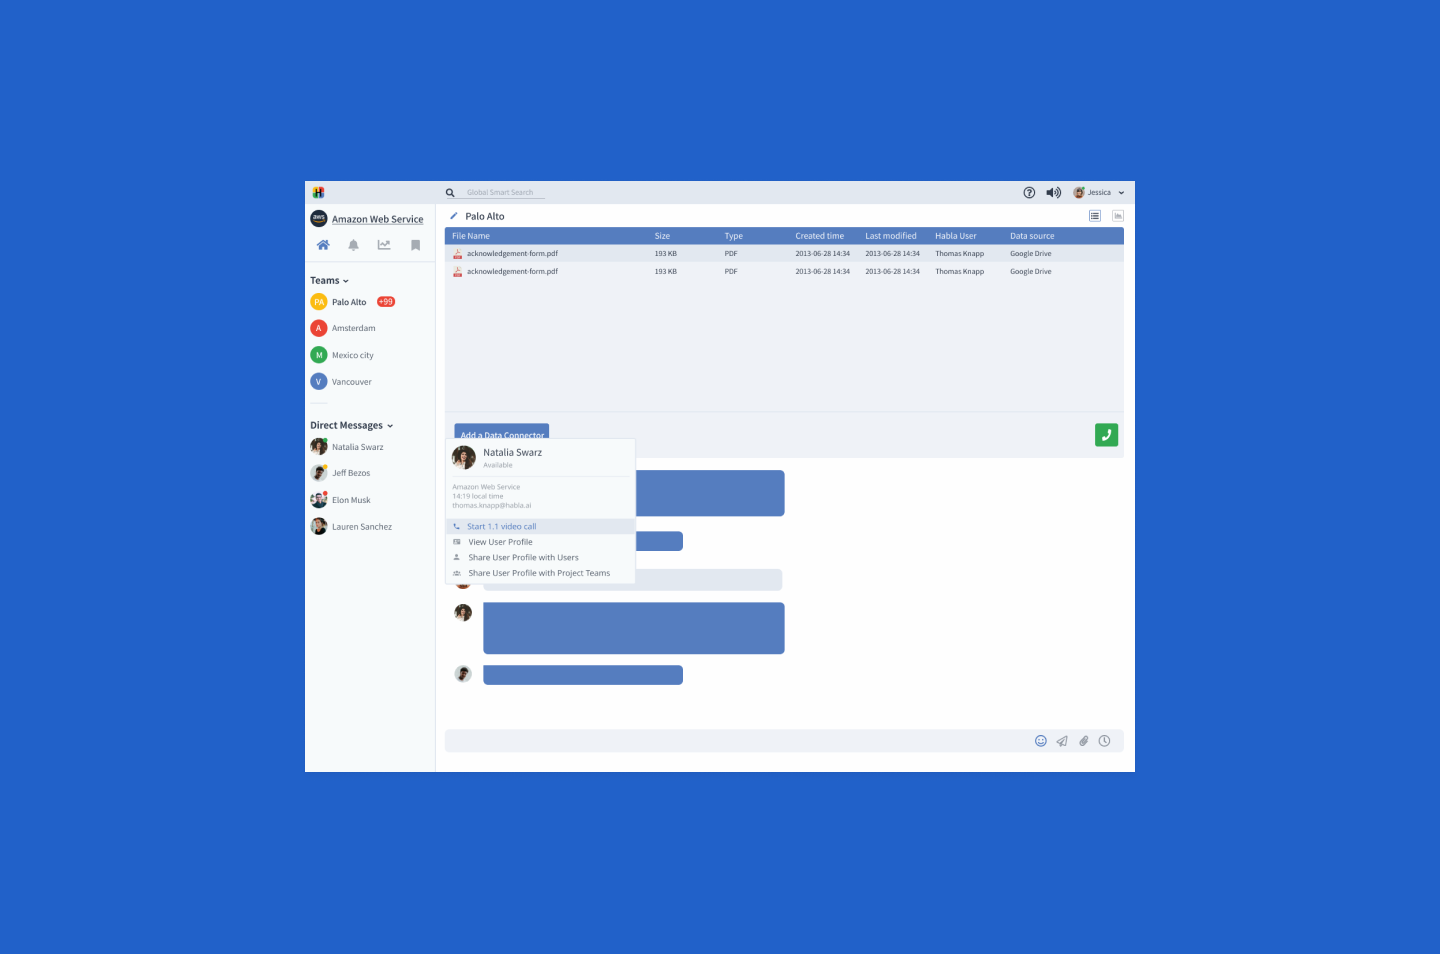 H
Global Smart Search
Jessica
aws
Amazon Web Service
Palo Alto
File Name Size Type Created time Last modified Habla User Data source
acknowledgement-form.pdf 193 KB PDF 2013-06-28 14:34 2013-06-28 14:34 Thomas Knapp Google Drive
acknowledgement-form.pdf 193 KB PDF 2013-06-28 14:34 2013-06-28 14:34 Thomas Knapp Google Drive
Teams
PA Palo Alto +99
A Amsterdam
M Mexico city
V Vancouver
Direct Messages
Natalia Swarz
Jeff Bezos
Elon Musk
Lauren Sanchez
Add a Data Connector
Natalia Swarz
Available
Amazon Web Service
14:19 local time
thomas.knapp@habla.ai
Start 1.1 video call
View User Profile
Share User Profile with Users
Share User Profile with Project Teams